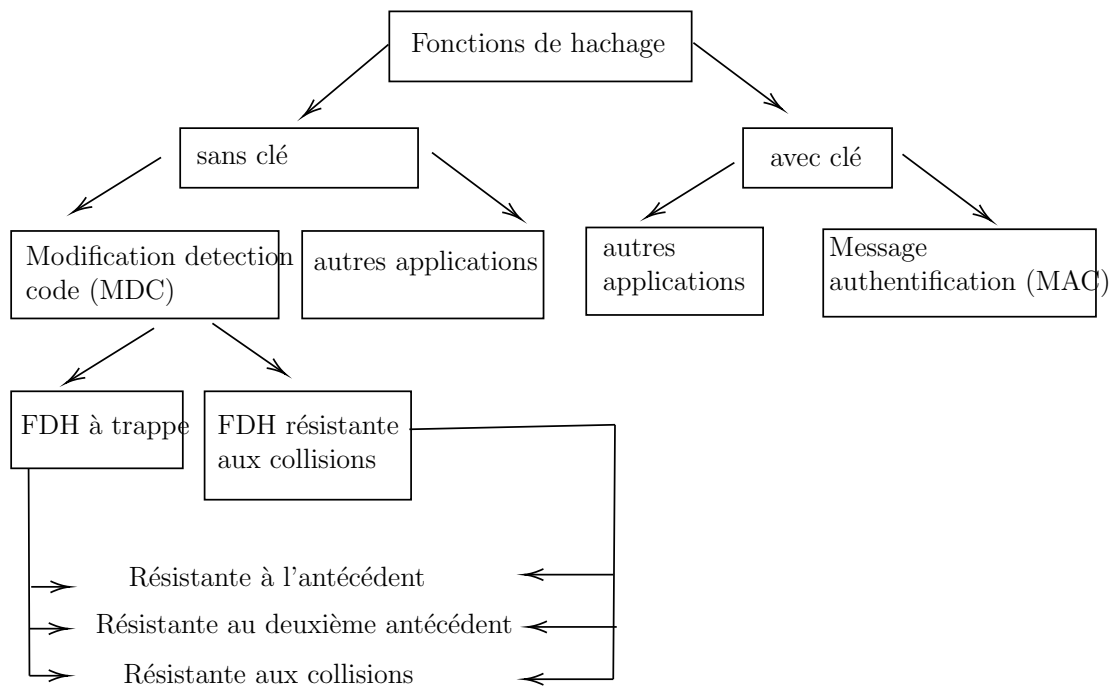 Fonctions de hachage
sans clé
avec clé
Modification detection
code (MDC)
autres applications
autres
applications
Message
authentification (MAC)
FDH à trappe
FDH résistante
aux collisions
Résistante à l'antécédent
Résistante au deuxième antécédent
Résistante aux collisions